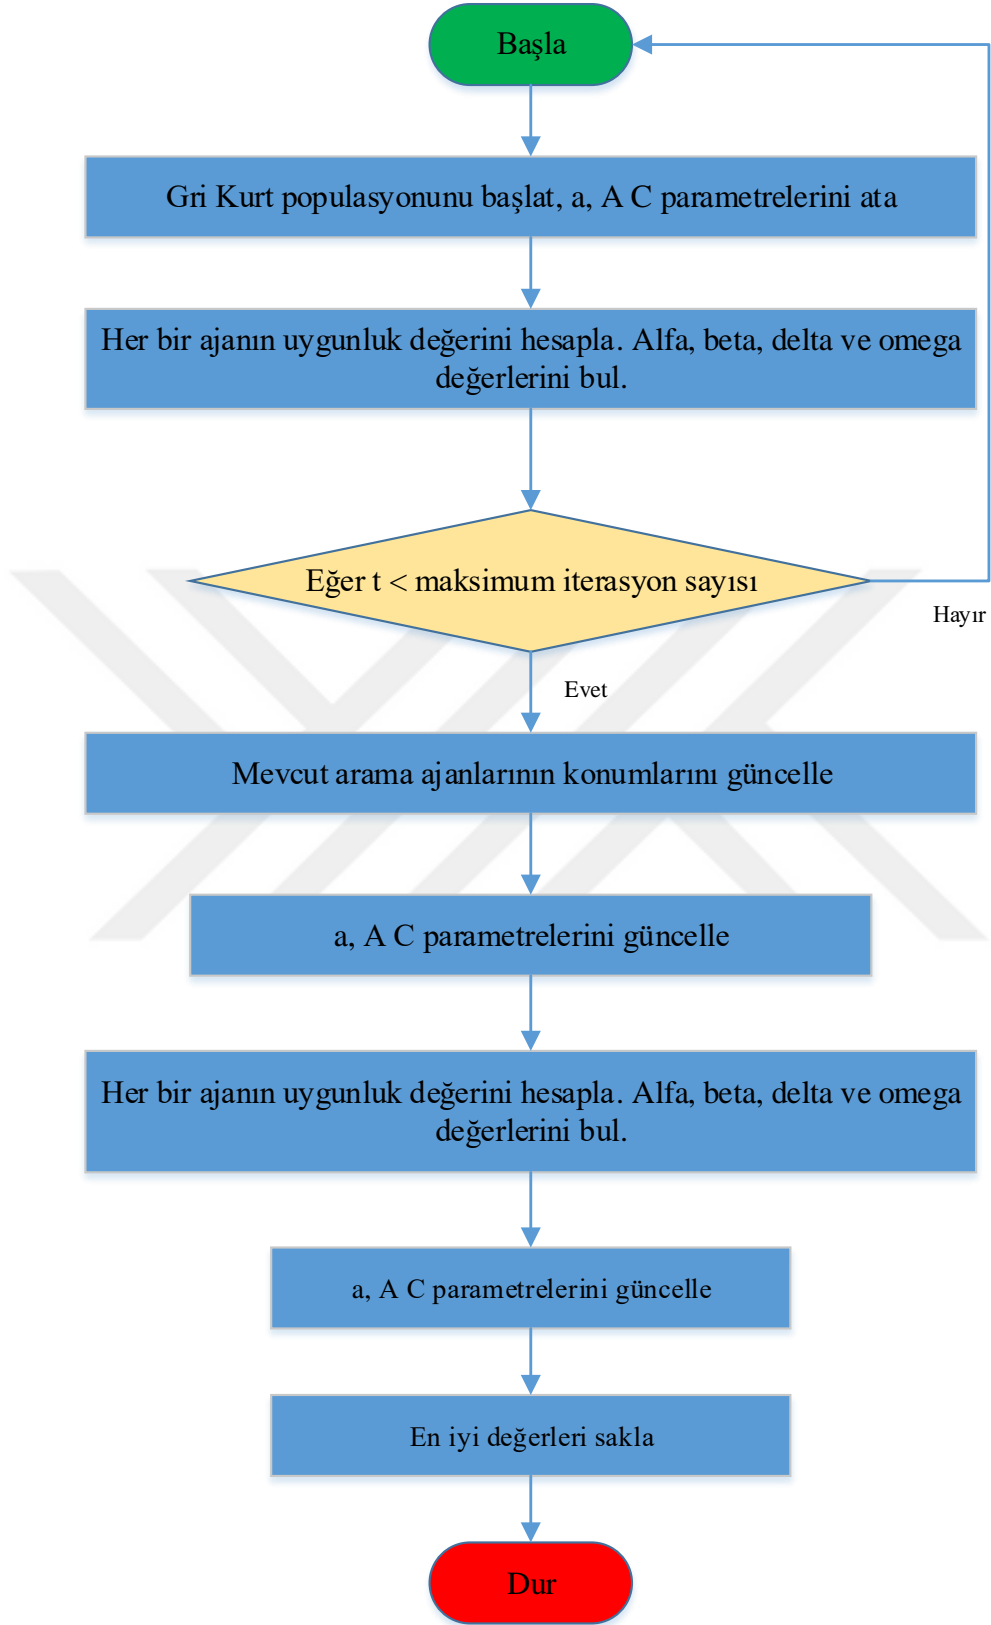 Başla
Gri Kurt populasyonunu başlat, a, A C parametrelerini ata
Her bir ajanın uygunluk değerini hesapla. Alfa, beta, delta ve omega
değerlerini bul.
Eğer t < maksimum iterasyon sayısı
Hayır
Evet
Mevcut arama ajanlarının konumlarını güncelle
a, A C parametrelerini güncelle
Her bir ajanın uygunluk değerini hesapla. Alfa, beta, delta ve omega
değerlerini bul.
a, A C parametrelerini güncelle
En iyi değerleri sakla
Dur